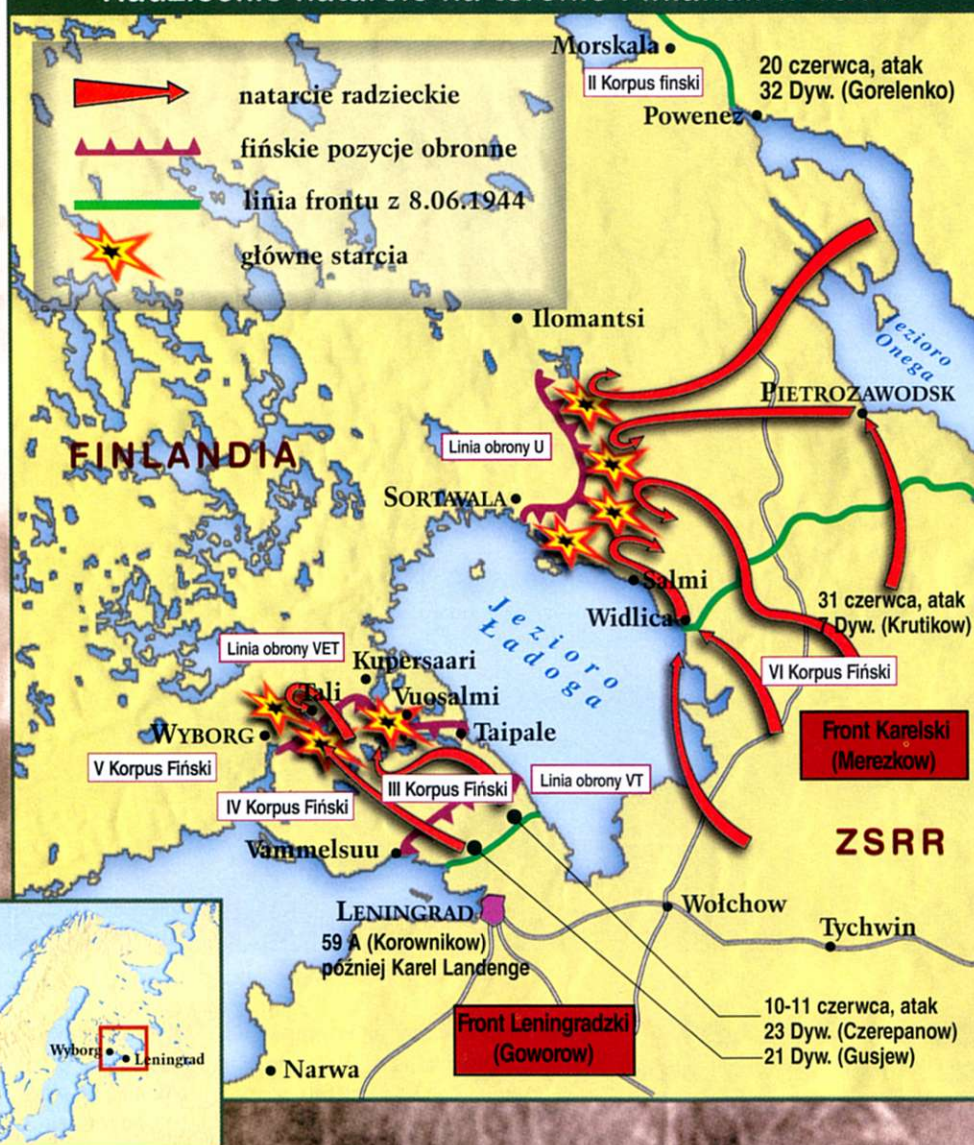 natarcie radzieckie
fińskie pozycje obronne
linia frontu z 8.06.1944
główne starcia
Morskala
II Korpus finski
20 czerwca, atak
32 Dyw. (Gorelenko)
Powenez
Ilomantsi
Jezioro
Onega
PIETROZAWODSK
FINLANDIA
Linia obrony U
SORTAVALA
Salmi
Widlica
31 czerwca, atak
7 Dyw. (Krutikow)
Jezioro
Ładoga
VI Korpus Fiński
Linia obrony VET
Kupersaari
Tali
Vuosalmi
WYBORG
Taipale
V Korpus Fiński
Front Karelski
(Merezkow)
III Korpus Fiński
Linia obrony VT
IV Korpus Fiński
Vammelsuu
ZSRR
LENINGRAD
59 A (Korownikow)
później Karel Landenge
Wołchow
Tychwin
10-11 czerwca, atak
23 Dyw. (Czerepanow)
21 Dyw. (Gusjew)
Front Leningradzki
(Goworow)
Narwa
Wyborg
Leningrad